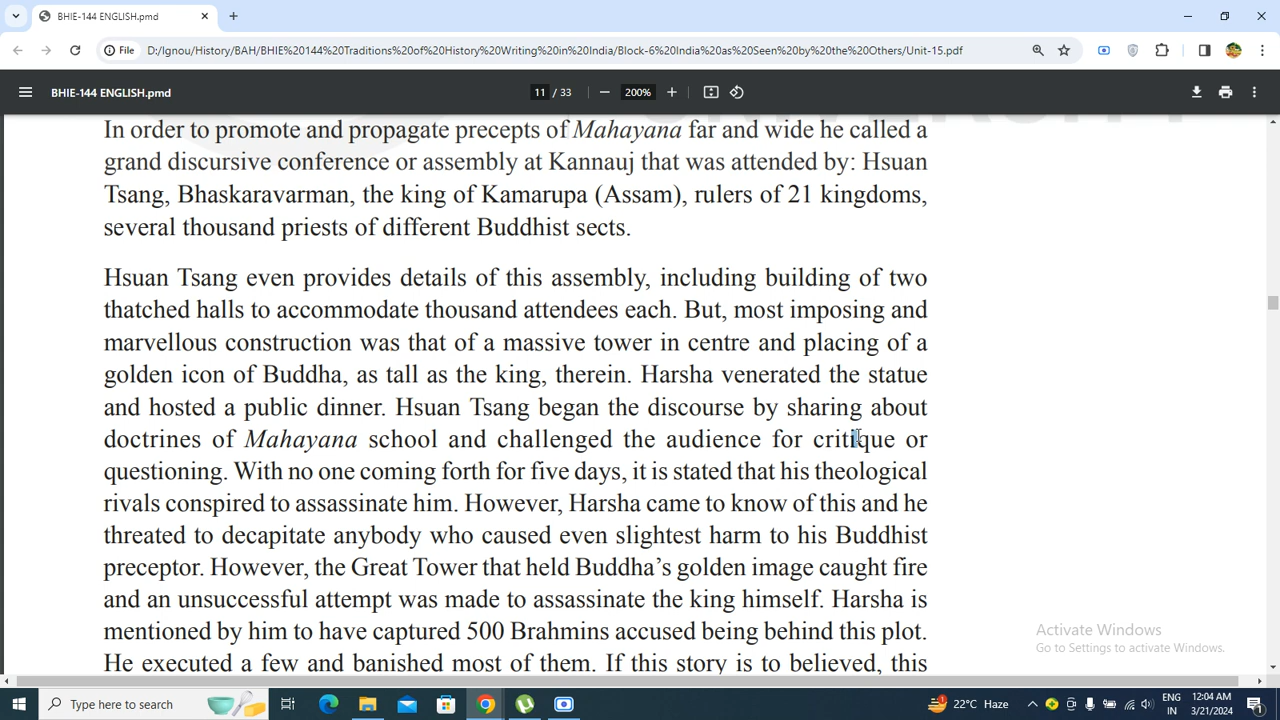 BHIE-144 ENGLISH.pmd
File
D:/Ignou/History/BAH/BHIE%20144%20Traditions%20of%20History%20Writing%20in%20India/Block-6%20India%20as%20Seen%20by%20the%20Others/Unit-15.pdf
BHIE-144 ENGLISH.pmd
11 / 33
200%
In order to promote and propagate precepts of Mahayana far and wide he called a
grand discursive conference or assembly at Kannauj that was attended by: Hsuan
Tsang, Bhaskaravarman, the king of Kamarupa (Assam), rulers of 21 kingdoms,
several thousand priests of different Buddhist sects.
Hsuan Tsang even provides details of this assembly, including building of two
thatched halls to accommodate thousand attendees each. But, most imposing and
marvellous construction was that of a massive tower in centre and placing of a
golden icon of Buddha, as tall as the king, therein. Harsha venerated the statue
and hosted a public dinner. Hsuan Tsang began the discourse by sharing about
doctrines of Mahayana school and challenged the audience for critique or
questioning. With no one coming forth for five days, it is stated that his theological
rivals conspired to assassinate him. However, Harsha came to know of this and he
threated to decapitate anybody who caused even slightest harm to his Buddhist
preceptor. However, the Great Tower that held Buddha's golden image caught fire
and an unsuccessful attempt was made to assassinate the king himself. Harsha is
mentioned by him to have captured 500 Brahmins accused being behind this plot.
He executed a few and banished most of them. If this story is to believed, this
Activate Windows
Go to Settings to activate Windows.
Type here to search
22°C Haze
ENG
IN
12:04 AM
3/21/2024
1